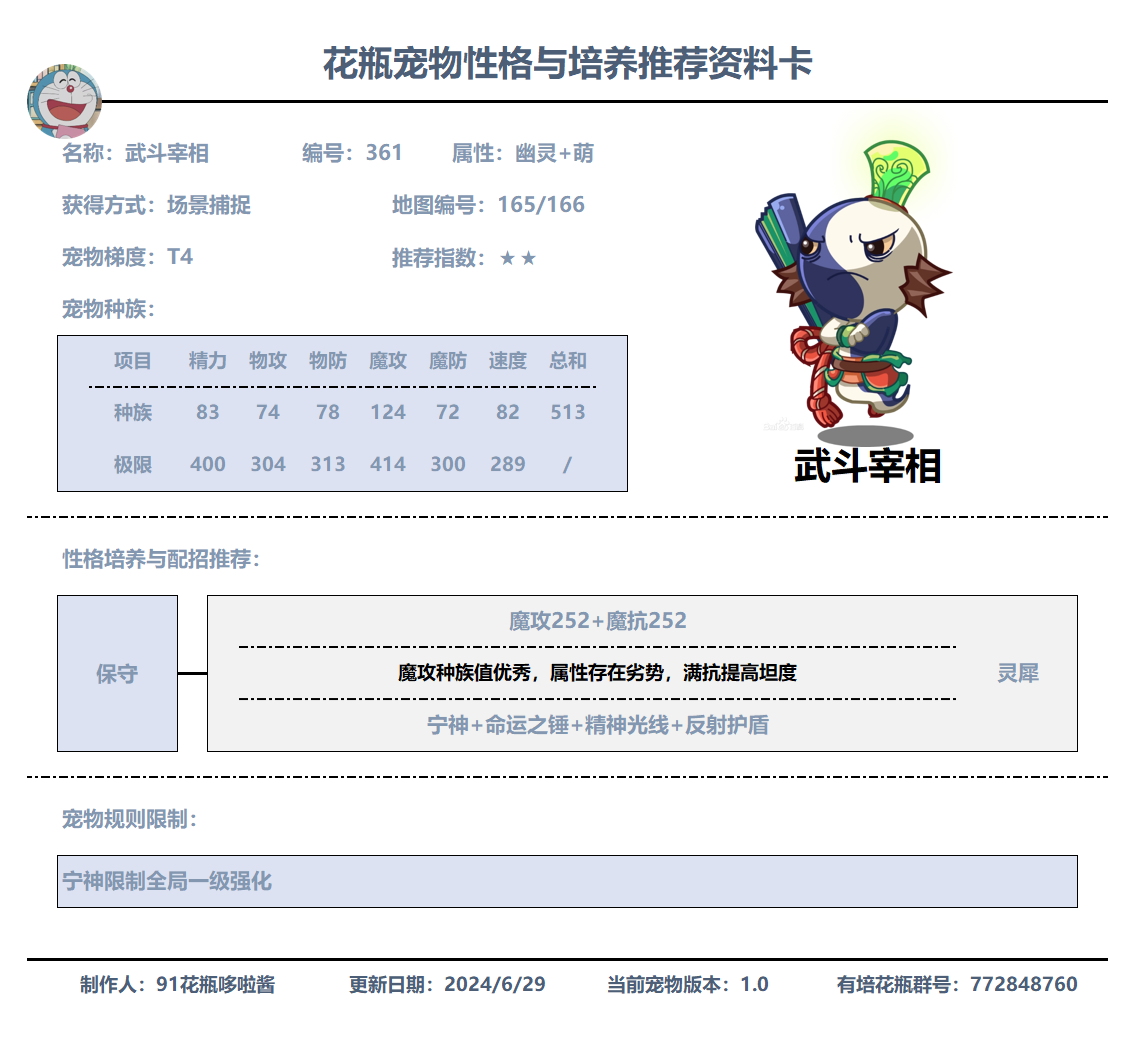 花瓶宠物性格与培养推荐资料卡
名称：武斗宰相 编号：361 属性：幽灵+萌
获得方式：场景捕捉 地图编号：165/166
宠物梯度：T4 推荐指数：★★
宠物种族：
项目 精力 物攻 物防 魔攻 魔防 速度 总和
种族 83 74 78 124 72 82 513
极限 400 304 313 414 300 289 /
武斗宰相
性格培养与配招推荐：
魔攻252+魔抗252
保守 魔攻种族值优秀，属性存在劣势，满抗提高坦度 灵犀
宁神+命运之锤+精神光线+反射护盾
宠物规则限制：
宁神限制全局一级强化
制作人：91花瓶哆啦酱 更新日期：2024/6/29 当前宠物版本：1.0 有培花瓶群号：772848760